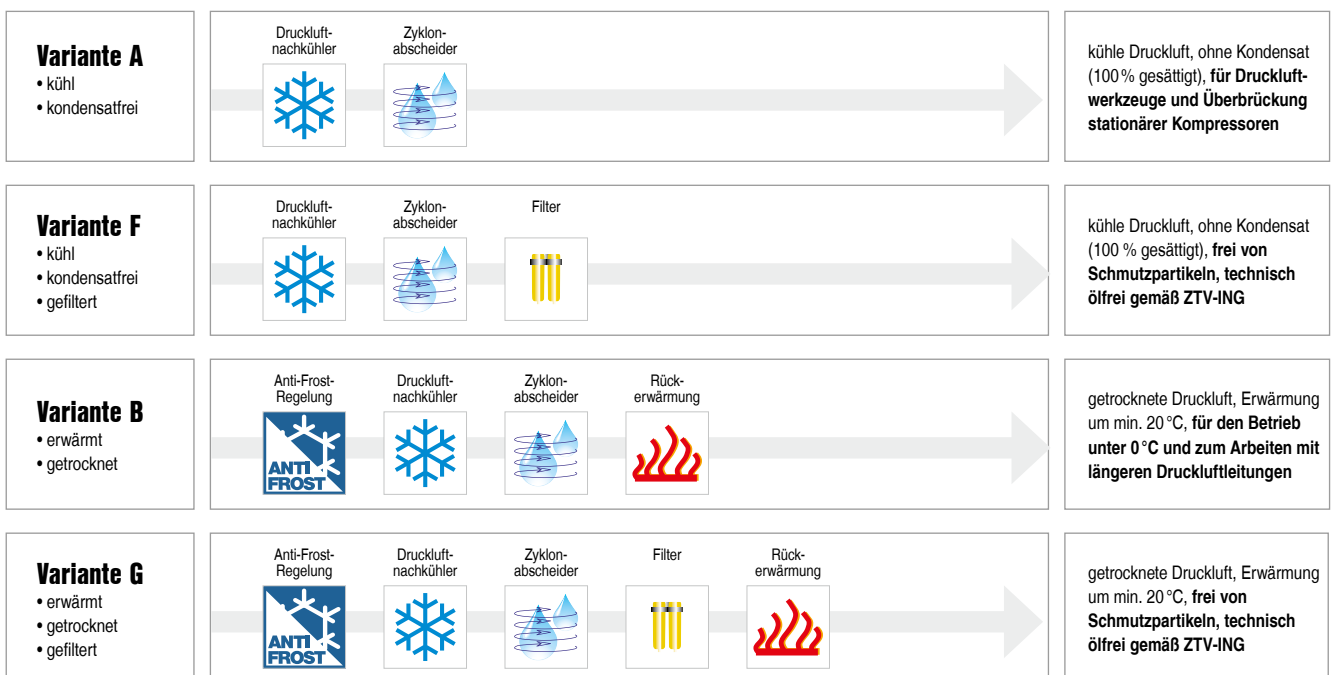 Variante A
• kühl
• kondensatfrei
Druckluft-
nachkühler
Zyklon-
abscheider
kühle Druckluft, ohne Kondensat
(100 % gesättigt), für Druckluft-
werkzeuge und Überbrückung
stationärer Kompressoren
Variante F
• kühl
• kondensatfrei
• gefiltert
Druckluft-
nachkühler
Zyklon-
abscheider
Filter
kühle Druckluft, ohne Kondensat
(100 % gesättigt), frei von
Schmutzpartikeln, technisch
ölfrei gemäß ZTV-ING
Variante B
• erwärmt
• getrocknet
Anti-Frost-
Regelung
ANTI
FROST
Druckluft-
nachkühler
Zyklon-
abscheider
Rück-
erwärmung
getrocknete Druckluft, Erwärmung
um min. 20 °C, für den Betrieb
unter 0 °C und zum Arbeiten mit
längeren Druckluftleitungen
Variante G
• erwärmt
• getrocknet
• gefiltert
Anti-Frost-
Regelung
ANTI
FROST
Druckluft-
nachkühler
Zyklon-
abscheider
Filter
Rück-
erwärmung
getrocknete Druckluft, Erwärmung
um min. 20 °C, frei von
Schmutzpartikeln, technisch
ölfrei gemäß ZTV-ING